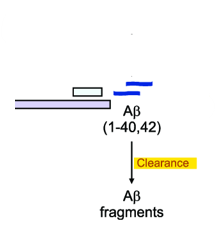 Aβ
(1-40,42)
Clearance
Aβ
fragments